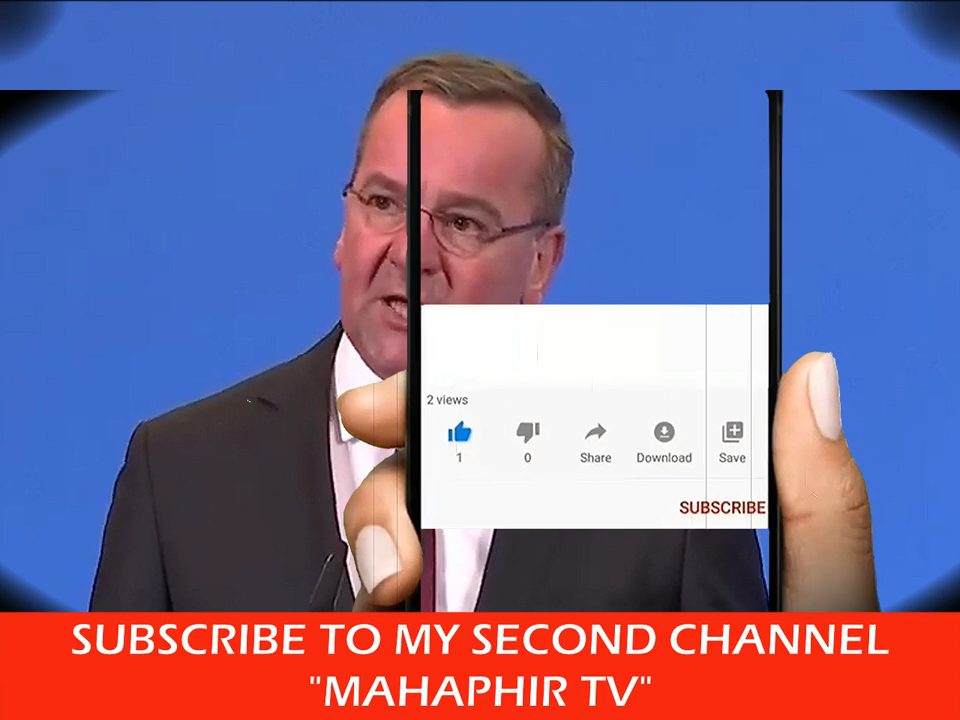 2 views
1
0
Share
Download
Save
SUBSCRIBE
SUBSCRIBE TO MY SECOND CHANNEL
"MAHAPHIR TV"